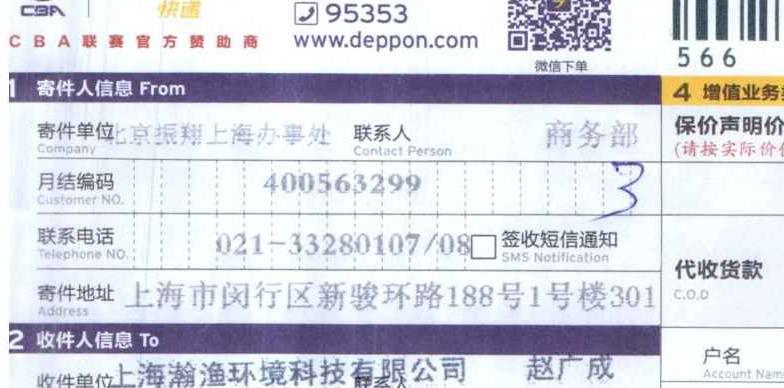 CBA 快递 95353
CBA联赛官方赞助商 www.deppon.com
微信下单
566
1 寄件人信息 From
4 增值业务
寄件单位 北京振翔上海办事处 联系人 商务部
Company Contact Person
保价声明价
(请按实际价
月结编码 400563299 3
Customer NO.
联系电话 021-33280107/08 签收短信通知
Telephone NO. SMS Notification
代收货款
C.O.D
寄件地址 上海市闵行区新骏环路188号1号楼301
Address
2 收件人信息 To
户名
Account Nam
收件单位 上海瀚渔环境科技有限公司 联系人 赵广成